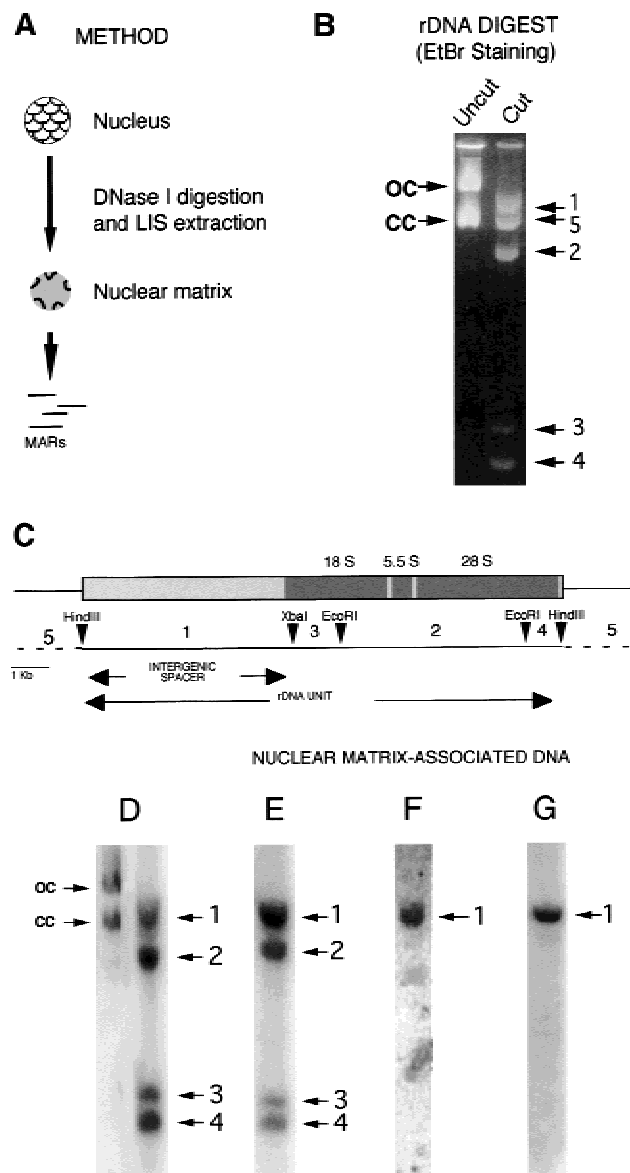 A
METHOD
Nucleus
DNase I digestion
and LIS extraction
Nuclear matrix
MARs
B
rDNA DIGEST
(EtBr Staining)
Uncut
Cut
OC
CC
1
5
2
3
4
C
18 S
5.5 S
28 S
HindIII
XbaI
EcoRI
EcoRI
HindIII
5
1
3
2
4
5
1 Kb
INTERGENIC
SPACER
rDNA UNIT
NUCLEAR MATRIX-ASSOCIATED DNA
D
E
F
G
OC
CC
1
2
3
4
1
2
3
4
1
1